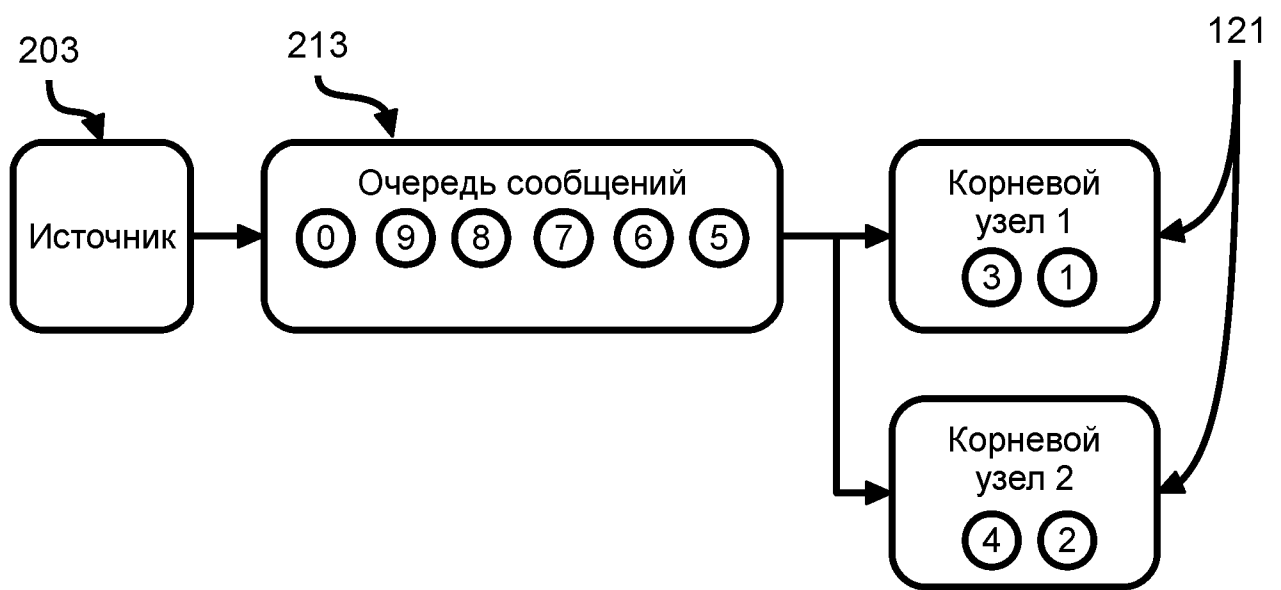 203
213
121
Источник
Очередь сообщений
0 9 8 7 6 5
Корневой
узел 1
3 1
Корневой
узел 2
4 2